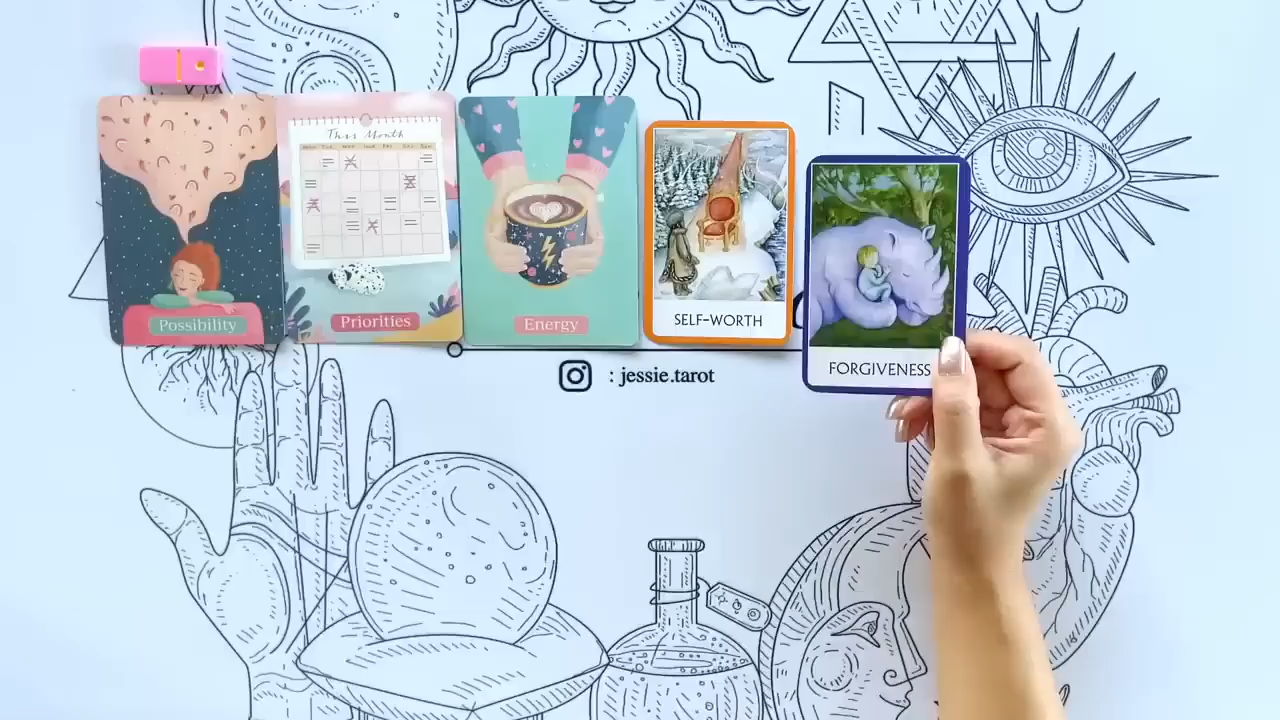 This Month
Possibility
Priorities
Energy
SELF-WORTH
FORGIVENESS
: jessie.tarot